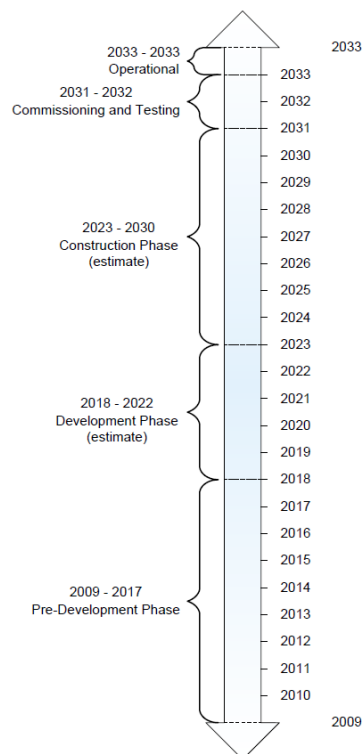 2033
2033 - 2033
Operational
2033
2031 - 2032
Commissioning and Testing
2032
2031
2030
2029
2028
2023 - 2030
Construction Phase
(estimate)
2027
2026
2025
2024
2023
2022
2018 - 2022
Development Phase
(estimate)
2021
2020
2019
2018
2017
2016
2015
2014
2009 - 2017
Pre-Development Phase
2013
2012
2011
2010
2009